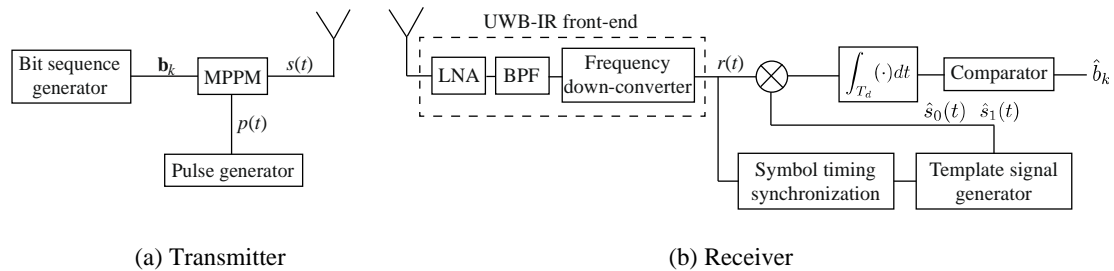 Bit sequence
generator
𝐛_k
MPPM
s(t)
p(t)
Pulse generator
(a) Transmitter
UWB-IR front-end
LNA
BPF
Frequency
down-converter
r(t)
∫_{T_d}(·)dt
Comparator
b̂_k
ŝ_0(t) ŝ_1(t)
Symbol timing
synchronization
Template signal
generator
(b) Receiver